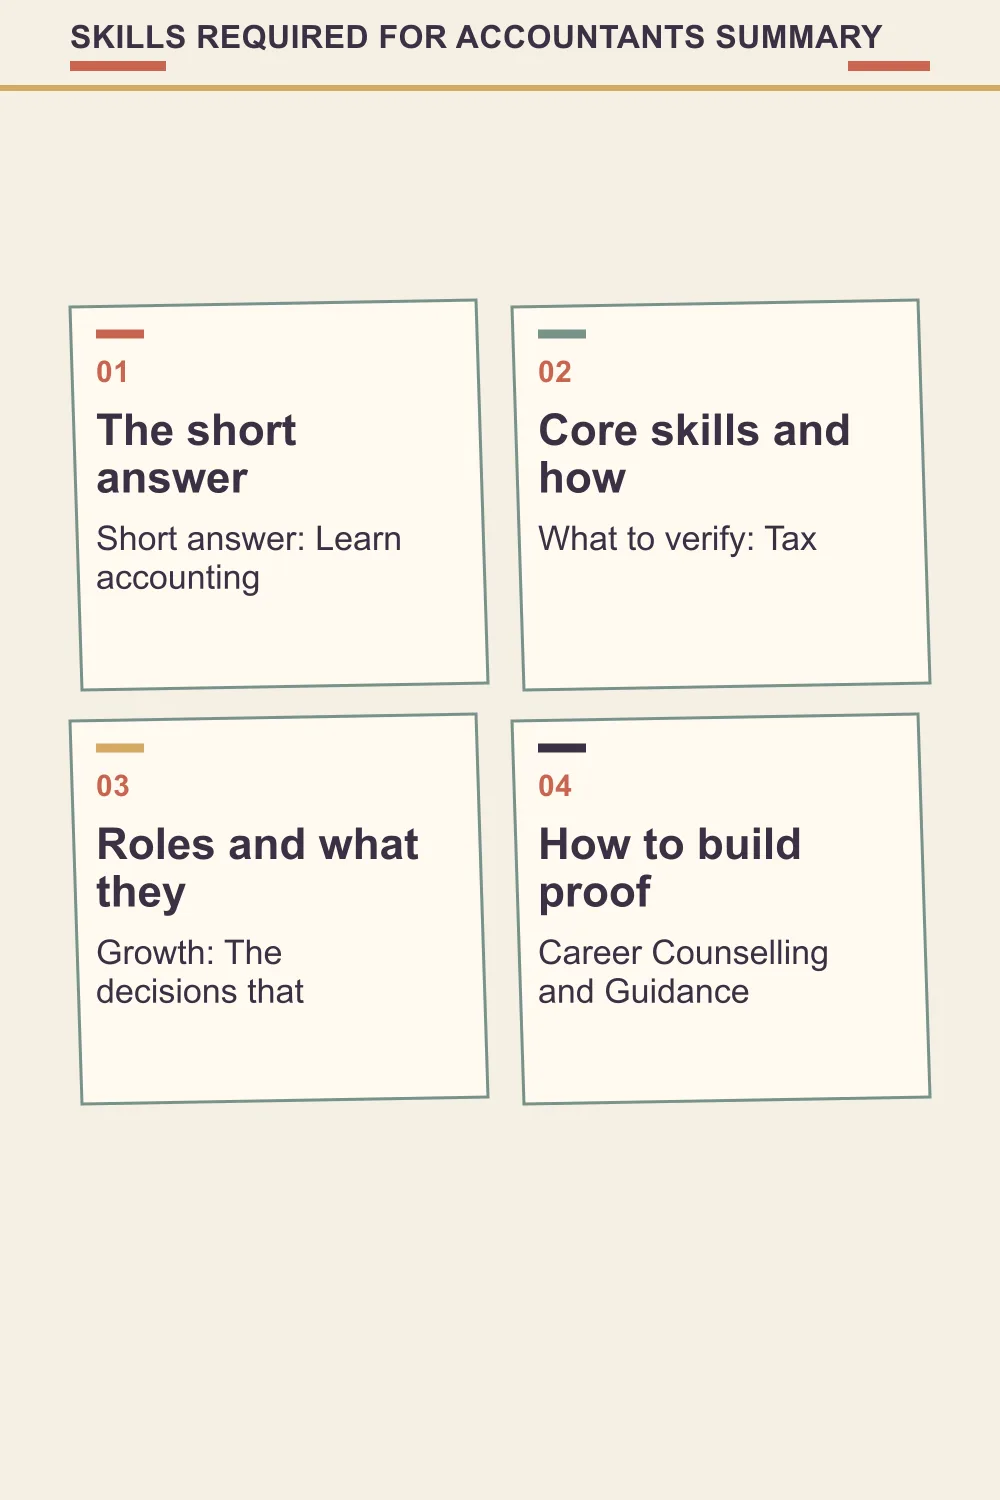 SKILLS REQUIRED FOR ACCOUNTANTS SUMMARY
01
The short
answer
Short answer: Learn
accounting
02
Core skills and
how
What to verify: Tax
03
Roles and what
they
Growth: The
decisions that
04
How to build
proof
Career Counselling
and Guidance